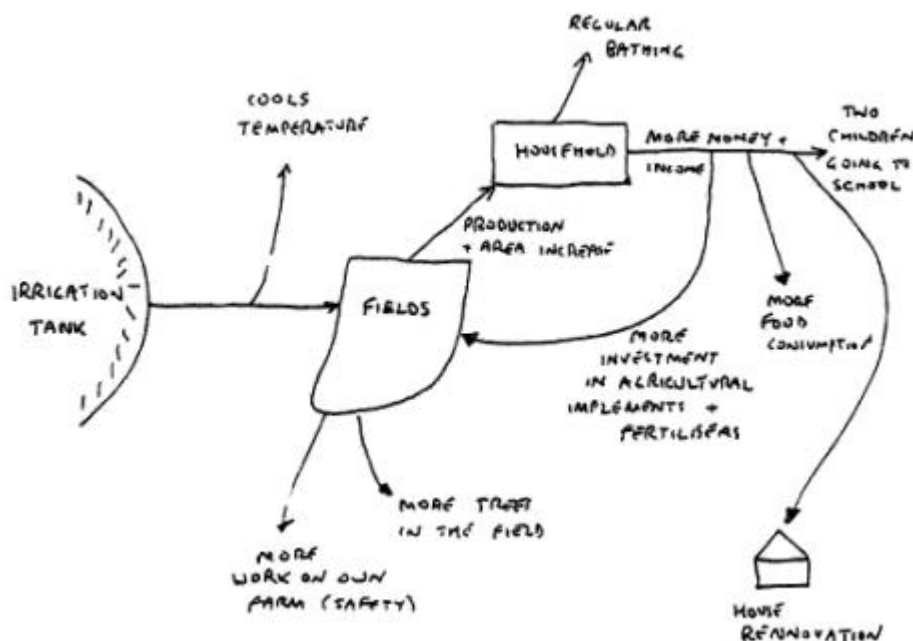 REGULAR
BATHING
COOLS
TEMPERATURE
HOUSEHOLD
MORE MONEY +
INCOME
TWO
CHILDREN
GOING TO
SCHOOL
PRODUCTION
+ AREA INCREASE
IRRIGATION
TANK
FIELDS
MORE
FOOD
CONSUMPTION
MORE
INVESTMENT
IN AGRICULTURAL
IMPLEMENTS +
FERTILISERS
MORE TREES
IN THE FIELD
MORE
WORK ON OWN
FARM (SAFETY)
HOUSE
RENNOVATION